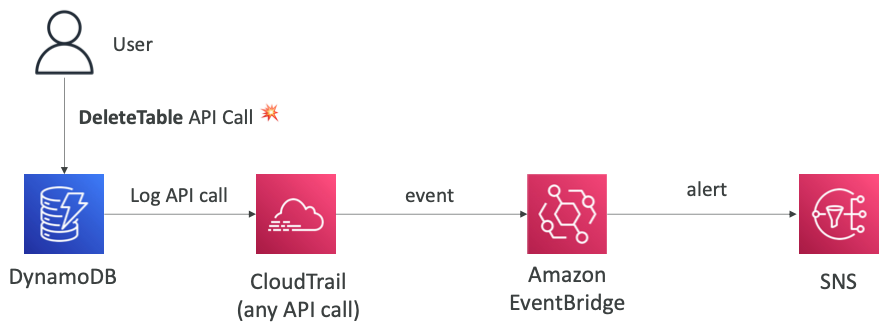 User
DeleteTable API Call
Log API call
event
alert
DynamoDB
CloudTrail
(any API call)
Amazon
EventBridge
SNS